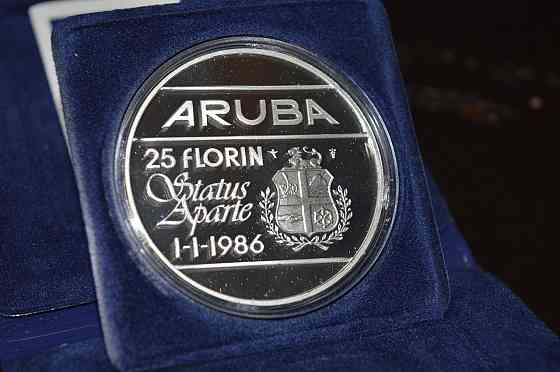 ARUBA
25 FLORIN
Status
Aparte
1-1-1986